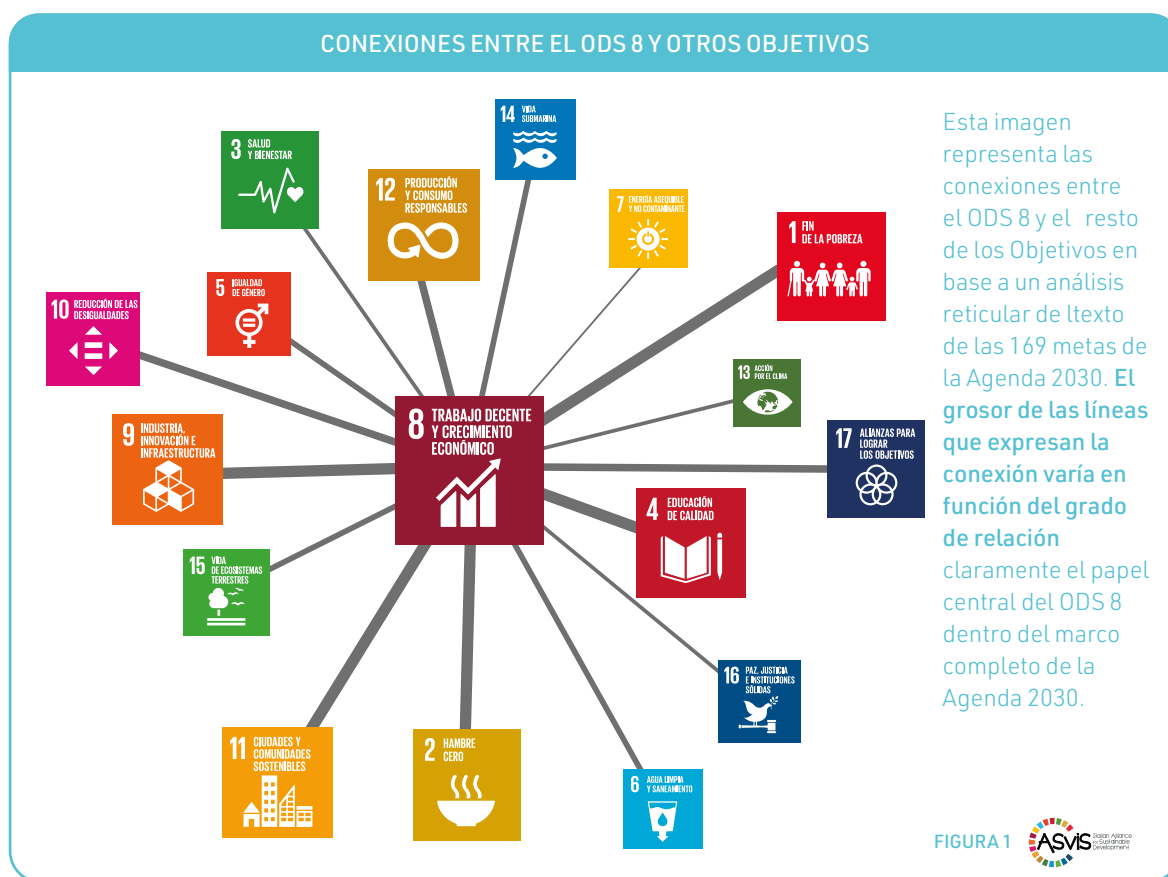 CONEXIONES ENTRE EL ODS 8 Y OTROS OBJETIVOS
14 VIDA
SUBMARINA
3 SALUD
Y BIENESTAR
12 PRODUCCIÓN
Y CONSUMO
RESPONSABLES
7 ENERGÍA ASEQUIBLE
Y NO CONTAMINANTE
1 FIN
DE LA POBREZA
5 IGUALDAD
DE GÉNERO
10 REDUCCIÓN DE LAS
DESIGUALDADES
13 ACCIÓN
POR EL CLIMA
8 TRABAJO DECENTE
Y CRECIMIENTO
ECONÓMICO
9 INDUSTRIA,
INNOVACIÓN E
INFRAESTRUCTURA
17 ALIANZAS PARA
LOGRAR
LOS OBJETIVOS
4 EDUCACIÓN
DE CALIDAD
15 VIDA
DE ECOSISTEMAS
TERRESTRES
16 PAZ, JUSTICIA
E INSTITUCIONES
SÓLIDAS
11 CIUDADES Y
COMUNIDADES
SOSTENIBLES
2 HAMBRE
CERO
6 AGUA LIMPIA
Y SANEAMIENTO
Esta imagen
representa las
conexiones entre
el ODS 8 y el resto
de los Objetivos en
base a un análisis
reticular de ltexto
de las 169 metas de
la Agenda 2030. El
grosor de las líneas
que expresan la
conexión varía en
función del grado
de relación
claramente el papel
central del ODS 8
dentro del marco
completo de la
Agenda 2030.
FIGURA 1
ASviS
Italian Alliance
for Sustainable
Development